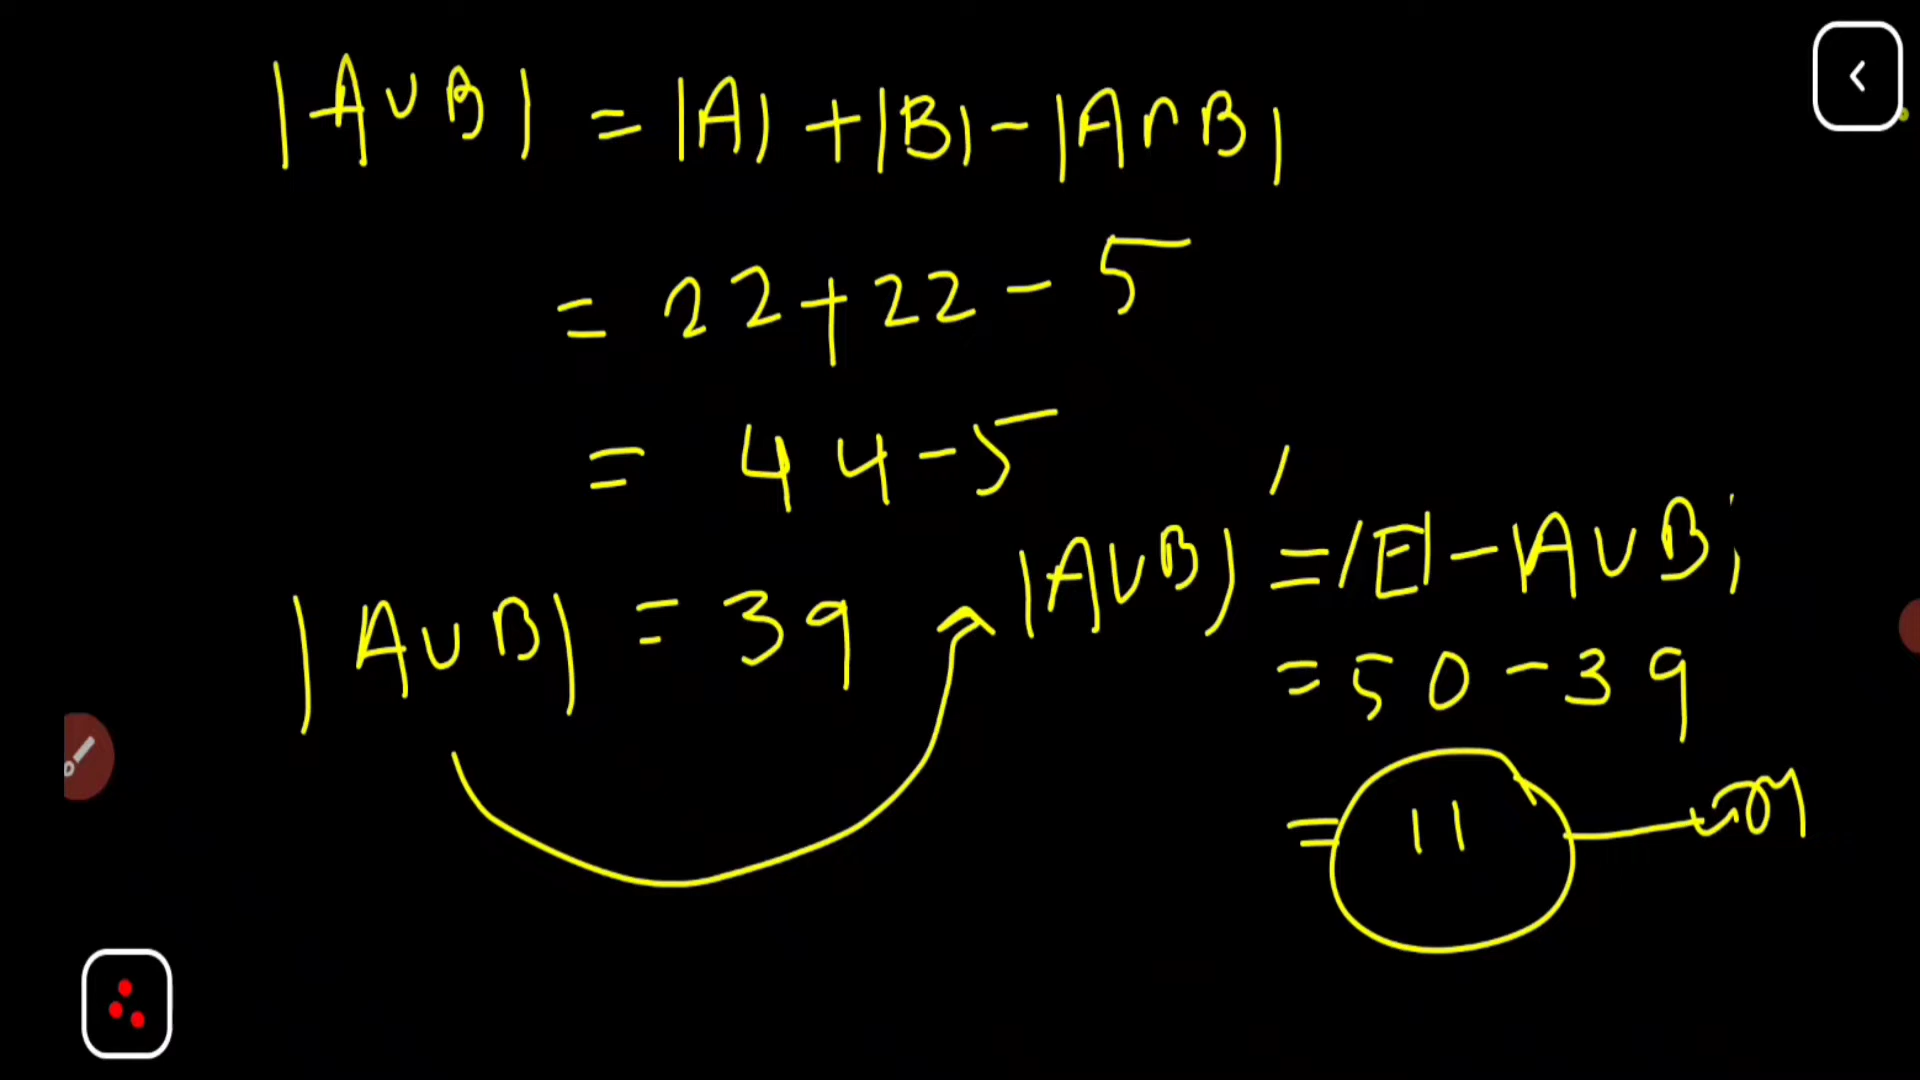 |A∪B| = |A| + |B| - |A∩B|
= 22 + 22 - 5
= 44 - 5
|A∪B| = 39
|A∪B|' = |E| - |A∪B|
= 50 - 39
= 11